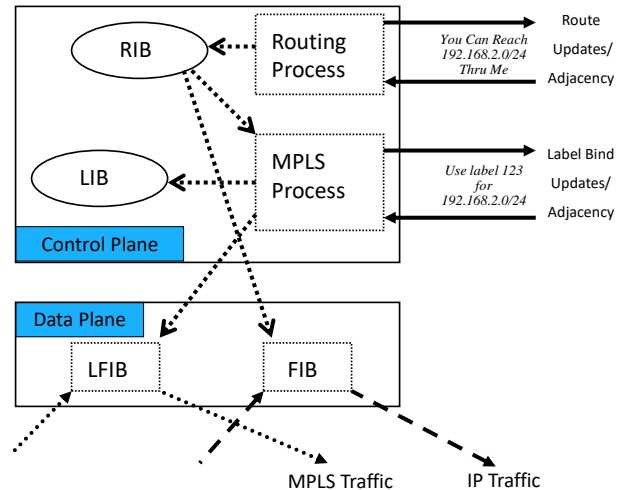 RIB
Routing
Process
You Can Reach
192.168.2.0/24
Thru Me
Route
Updates/
Adjacency
LIB
MPLS
Process
Use label 123
for
192.168.2.0/24
Label Bind
Updates/
Adjacency
Control Plane
Data Plane
LFIB
FIB
MPLS Traffic
IP Traffic